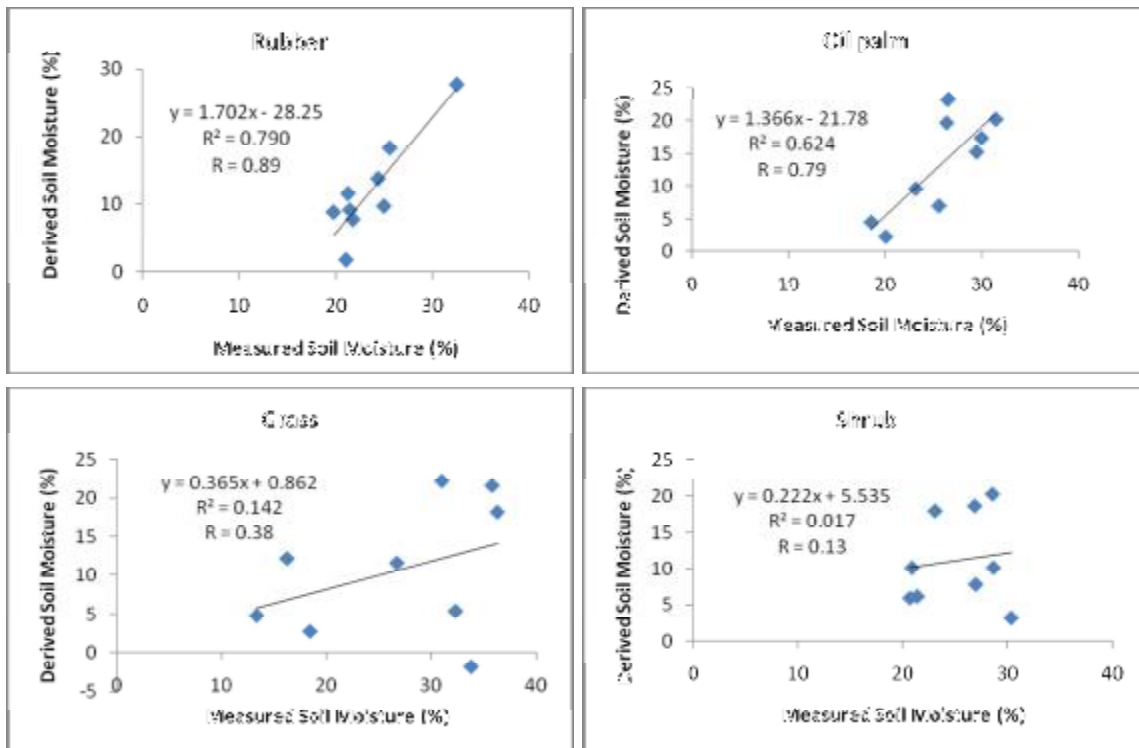 Rubber
Derived Soil Moisture (%)
30
20
10
0
y = 1.702x - 28.25
R² = 0.790
R = 0.89
0 10 20 30 40
Measured Soil Moisture (%)
Oil palm
Derived Soil Moisture (%)
25
20
15
10
5
0
y = 1.366x - 21.78
R² = 0.624
R = 0.79
0 10 20 30 40
Measured Soil Moisture (%)
Grass
Derived Soil Moisture (%)
25
20
15
10
5
0
-5
y = 0.365x + 0.862
R² = 0.142
R = 0.38
0 10 20 30 40
Measured Soil Moisture (%)
Shrub
Derived Soil Moisture (%)
25
20
15
10
5
0
y = 0.222x + 5.535
R² = 0.017
R = 0.13
0 10 20 30 40
Measured Soil Moisture (%)